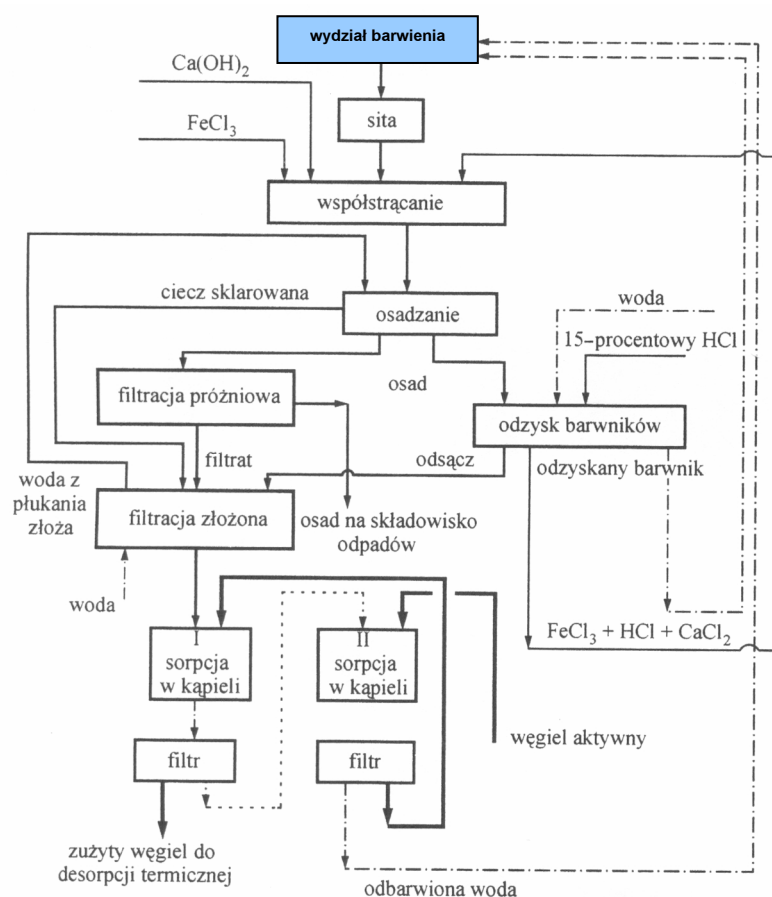 wydział barwienia
Ca(OH)₂
sita
FeCl₃
współstrącanie
ciecz sklarowana
osadzanie
woda
15-procentowy HCl
osad
filtracja próżniowa
odzysk barwników
filtrat
odsącz
odzyskany barwnik
woda z
płukania
złoża
filtracja złożona
osad na składowisko
odpadów
woda
FeCl₃ + HCl + CaCl₂
I
sorpcja
w kąpieli
II
sorpcja
w kąpieli
węgiel aktywny
filtr
filtr
zużyty węgiel do
desorpcji termicznej
odbarwiona woda